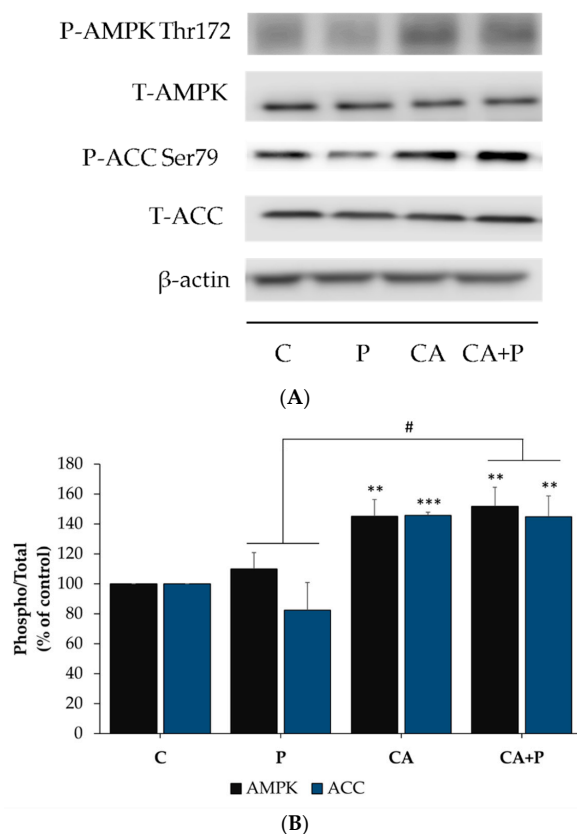 P-AMPK Thr172
T-AMPK
P-ACC Ser79
T-ACC
β-actin
C P CA CA+P
(A)
#
180
160
140
120
100
80
60
40
20
0
Phospho/Total
(% of control)
** *** ** **
C P CA CA+P
AMPK ACC
(B)